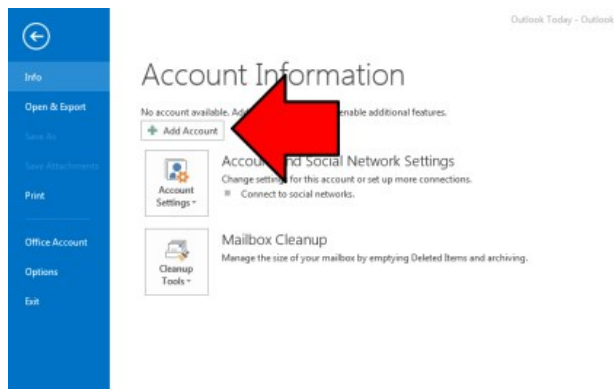 Outlook Today - Outlook
Info
Open & Export
Save As
Save Attachments
Print
Office Account
Options
Exit
Account Information
No account available. Add enable additional features.
Add Account
Account Settings
Account and Social Network Settings
Change settings for this account or set up more connections.
Connect to social networks.
Cleanup Tools
Mailbox Cleanup
Manage the size of your mailbox by emptying Deleted Items and archiving.